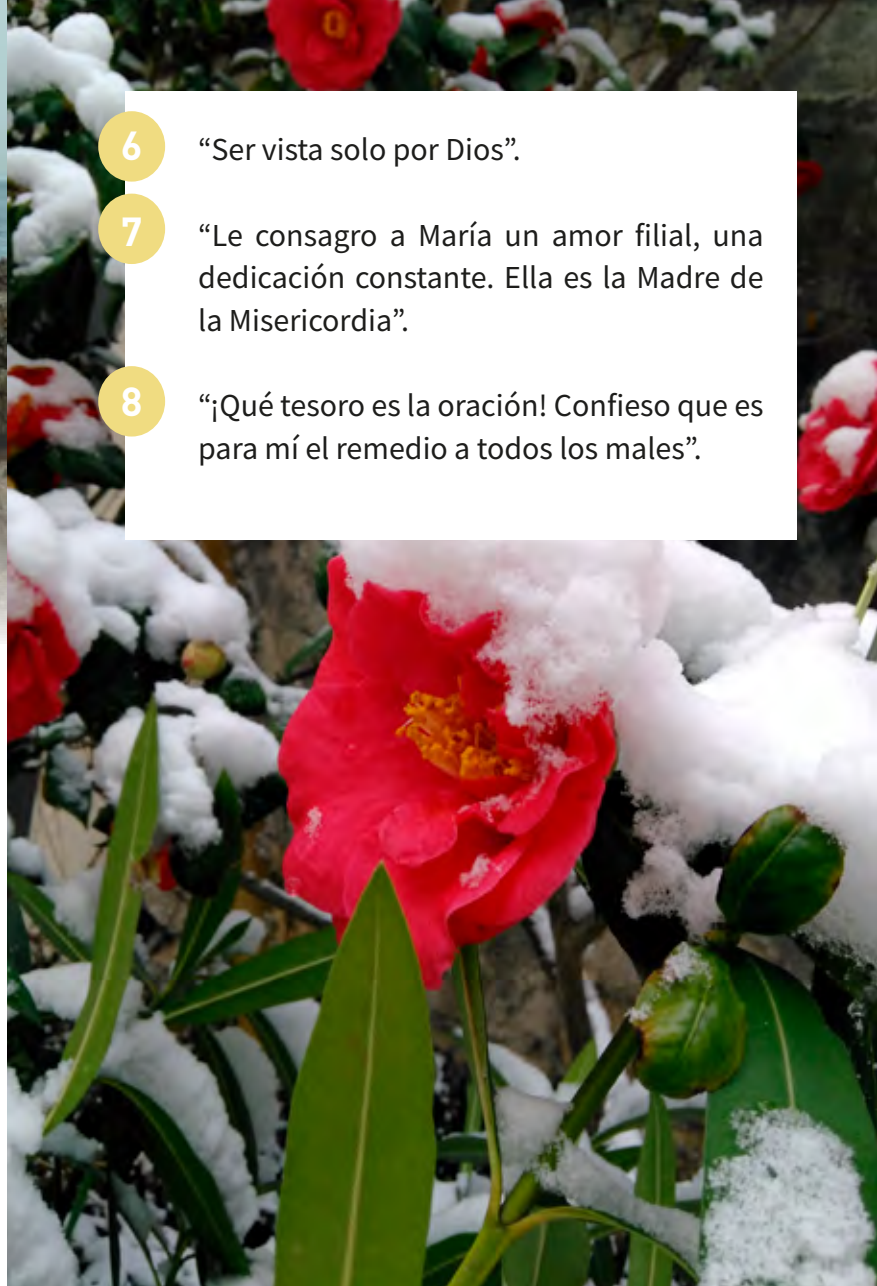 6 “Ser vista solo por Dios”.
7 “Le consagro a María un amor filial, una
dedicación constante. Ella es la Madre de
la Misericordia”.
8 “¡Qué tesoro es la oración! Confieso que es
para mí el remedio a todos los males”.